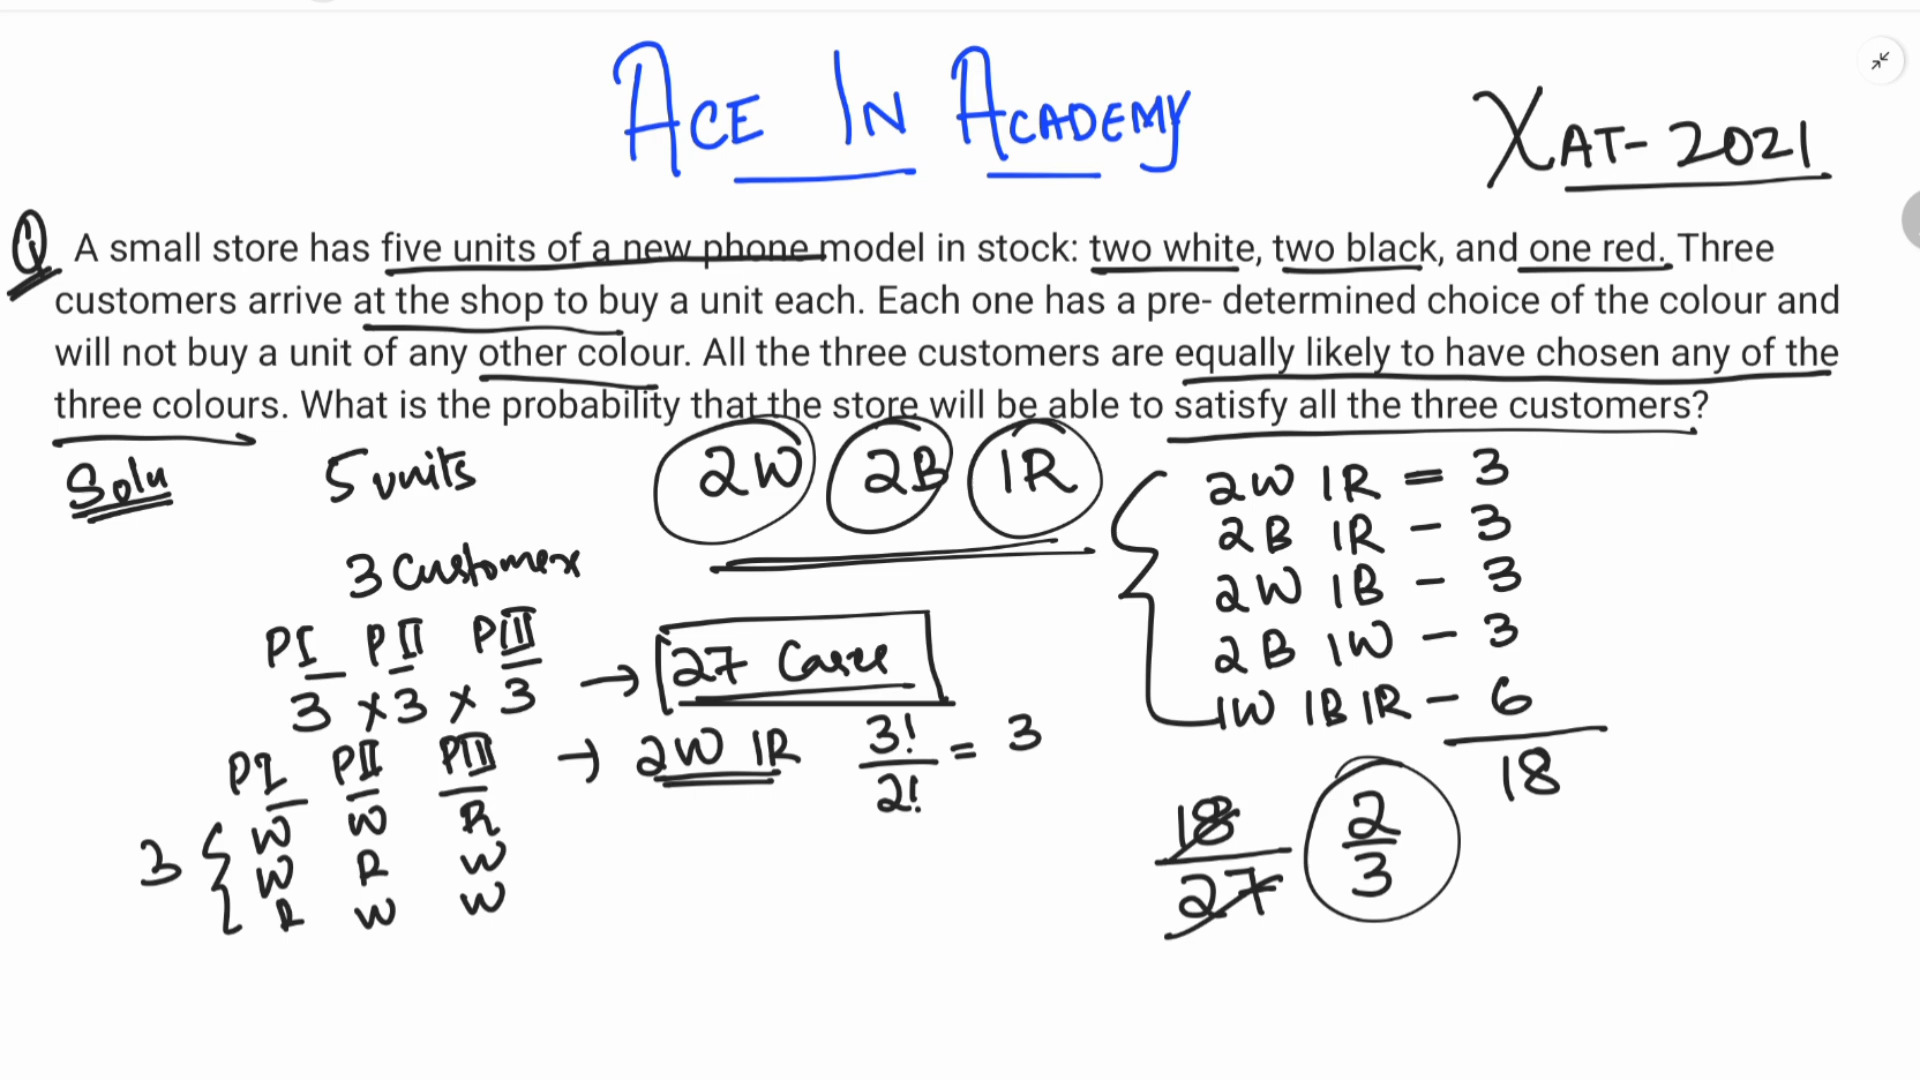 ACE IN ACADEMY
XAT-2021
Q A small store has five units of a new phone model in stock: two white, two black, and one red. Three
customers arrive at the shop to buy a unit each. Each one has a pre- determined choice of the colour and
will not buy a unit of any other colour. All the three customers are equally likely to have chosen any of the
three colours. What is the probability that the store will be able to satisfy all the three customers?
Soln 5 units 2W 2B 1R
3 Customer
PI PII PIII
3 × 3 × 3 → 27 Cases
PI PII PIII → 2W 1R 3!/2! = 3
W W R
3 { W R W
R W W
2W 1R = 3
2B 1R - 3
2W 1B - 3
2B 1W - 3
1W 1B 1R - 6
18
18/27 2/3